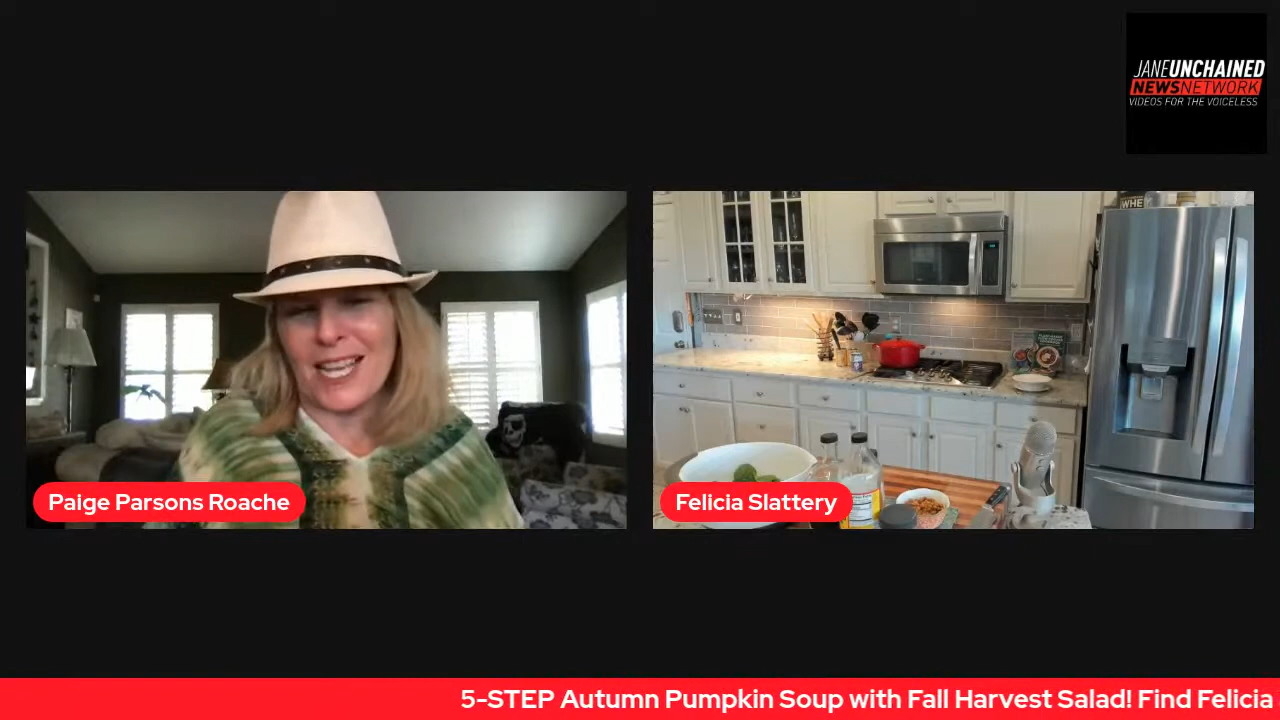 JANEUNCHAINED
NEWSNETWORK
VIDEOS FOR THE VOICELESS
WHEY
Paige Parsons Roache
Felicia Slattery
5-STEP Autumn Pumpkin Soup with Fall Harvest Salad! Find Felicia